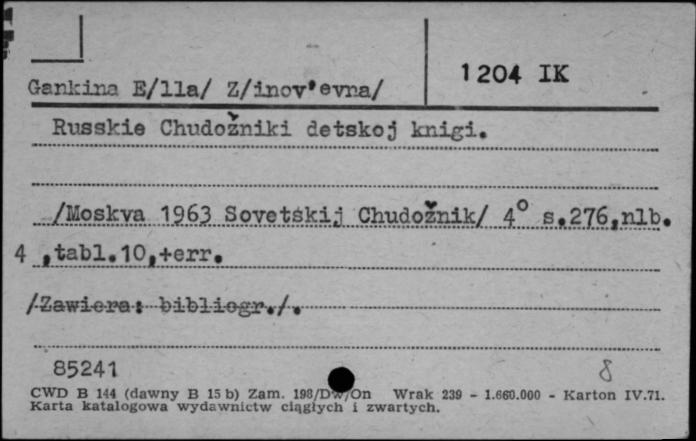 1204 IK
Gankina E/lla/ Z/inov'evna/
Russkie Chudožniki detskoj knigi.
/Moskva 1963 Sovetskij Chudožnik/ 4° s.276,nlb.
4 ,tabl.10,+err.
/Zawiera: bibliogr./.
85241 8
CWD B 144 (dawny B 15 b) Zam. 198/Dw/On Wrak 239 - 1.660.000 - Karton IV.71.
Karta katalogowa wydawnictw ciągłych i zwartych.